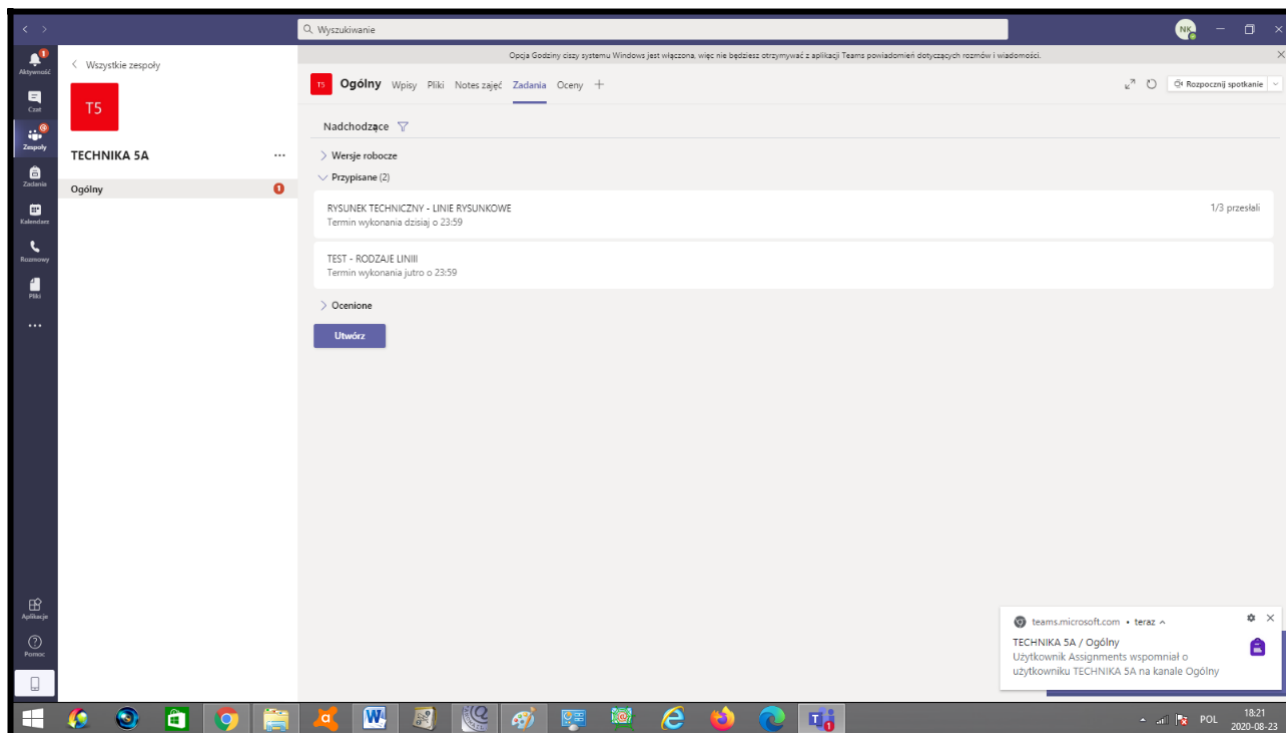 Wyszukiwanie
NK
Opcja Godziny ciszy systemu Windows jest włączona, więc nie będziesz otrzymywać z aplikacji Teams powiadomień dotyczących rozmów i wiadomości.
1
Aktywność
Czat
Zespoły
Zadania
Kalendarz
Rozmowy
Pliki
Aplikacje
Pomoc
Wszystkie zespoły
T5
TECHNIKA 5A
Ogólny 1
T5 Ogólny Wpisy Pliki Notes zajęć Zadania Oceny
Rozpocznij spotkanie
Nadchodzące
Wersje robocze
Przypisane (2)
RYSUNEK TECHNICZNY - LINIE RYSUNKOWE 1/3 przesłali
Termin wykonania dzisiaj o 23:59
TEST - RODZAJE LINIII
Termin wykonania jutro o 23:59
Ocenione
Utwórz
teams.microsoft.com • teraz
TECHNIKA 5A / Ogólny
Użytkownik Assignments wspomniał o
użytkowniku TECHNIKA 5A na kanale Ogólny
POL 18:21
2020-08-23